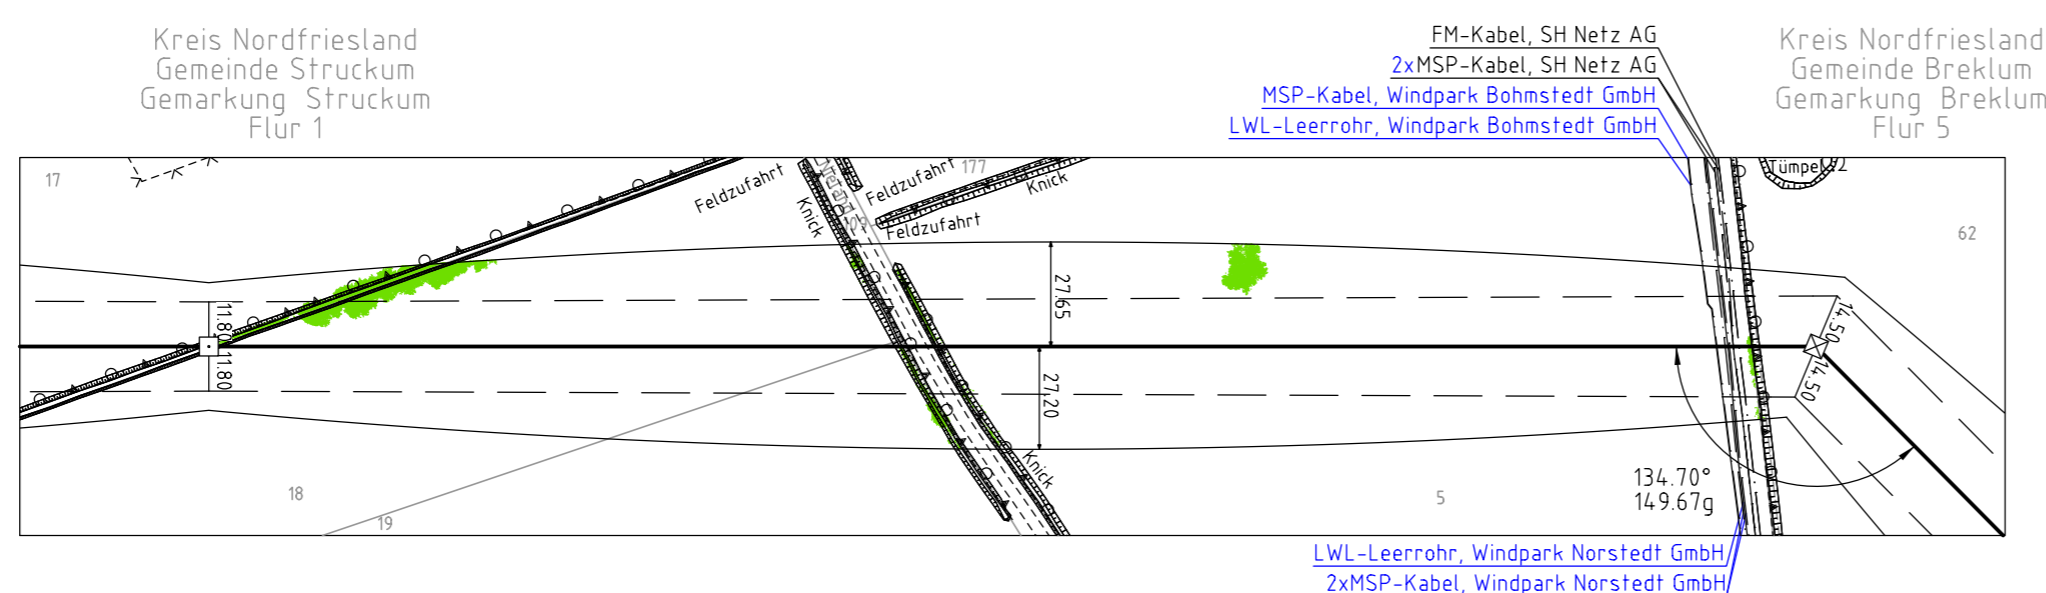 Kreis Nordfriesland
Gemeinde Struckum
Gemarkung Struckum
Flur 1
FM-Kabel, SH Netz AG
2xMSP-Kabel, SH Netz AG
MSP-Kabel, Windpark Bohmstedt GmbH
LWL-Leerrohr, Windpark Bohmstedt GmbH
Kreis Nordfriesland
Gemeinde Breklum
Gemarkung Breklum
Flur 5
17
Feldzufahrt
Knick
Feldzufahrt
177
Knick
Feldzufahrt
Tümpel 2
62
11.80
11.80
27.65
27.20
14.50
14.50
Knick
18
19
5
134.70°
149.67g
LWL-Leerrohr, Windpark Norstedt GmbH
2xMSP-Kabel, Windpark Norstedt GmbH